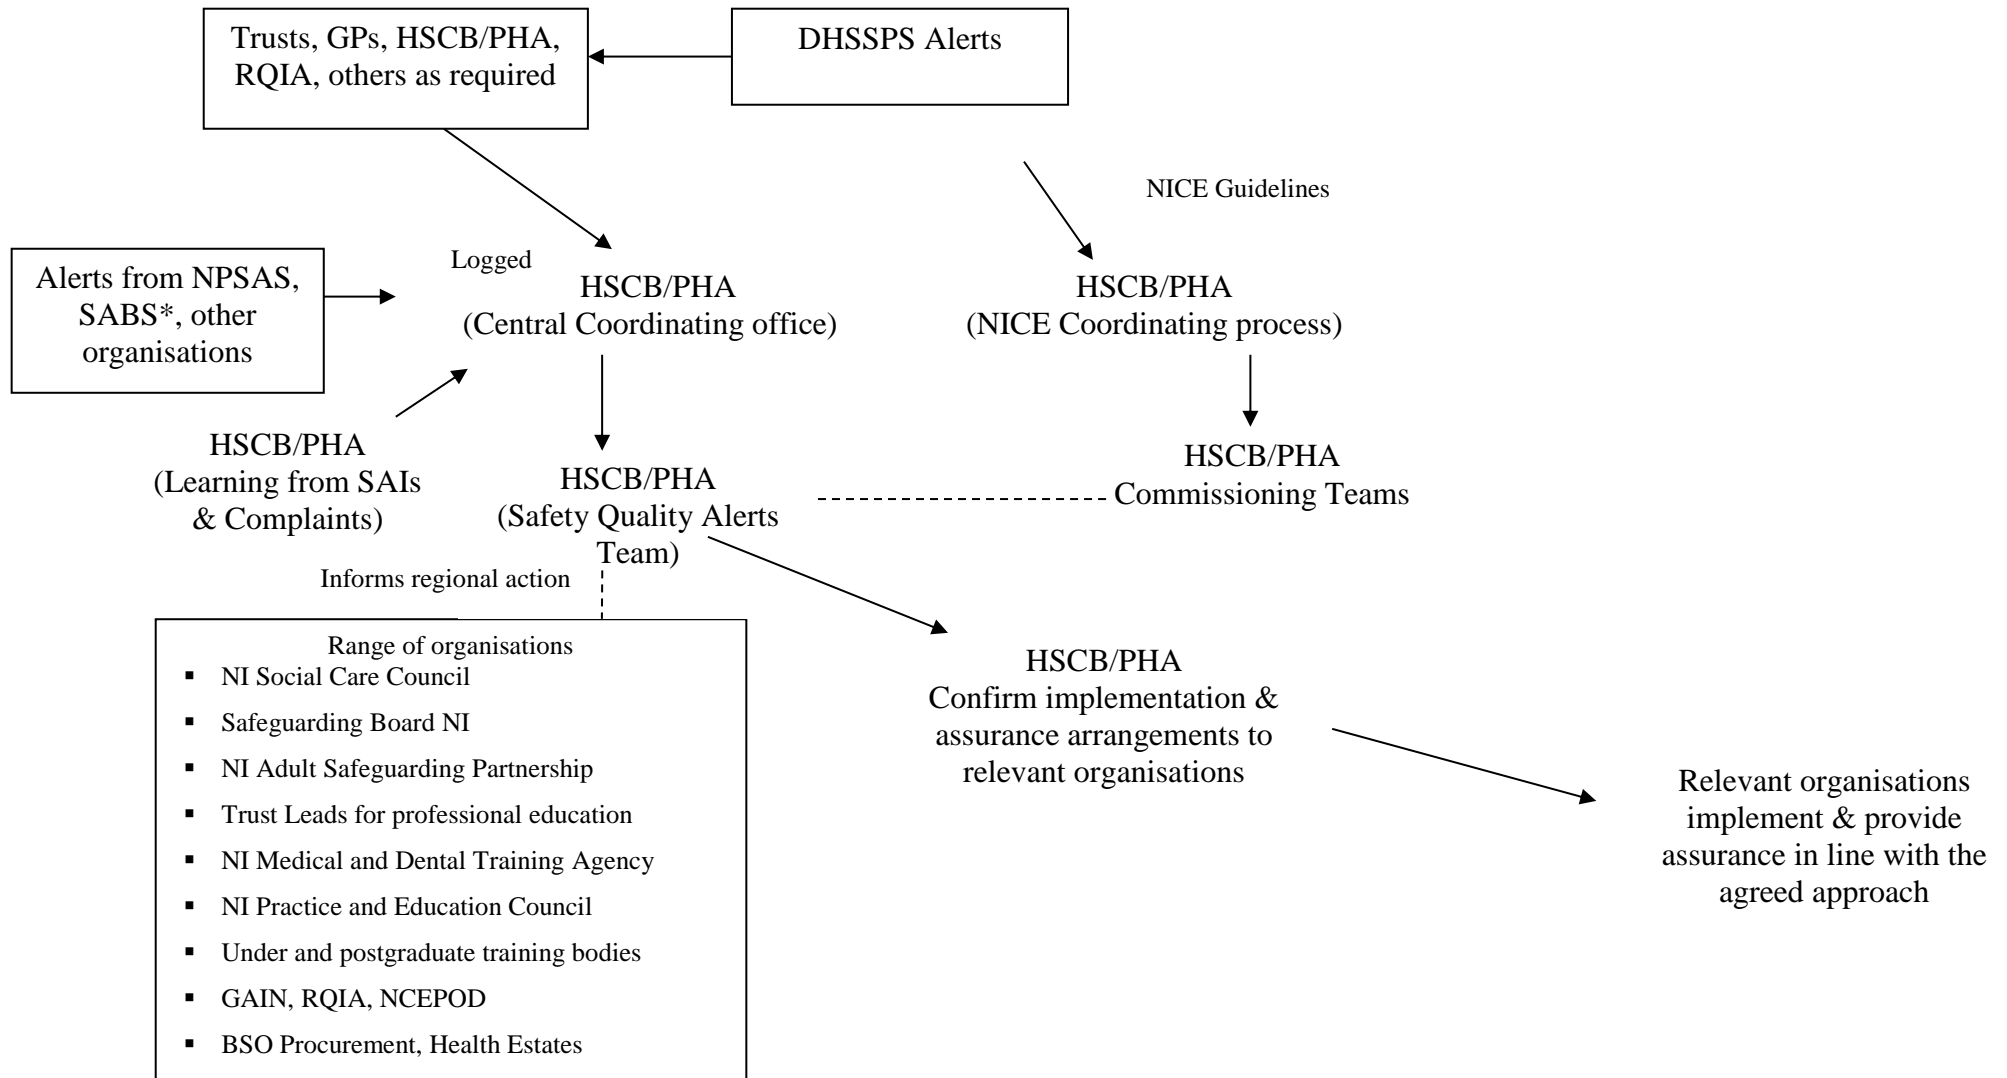 Trusts, GPs, HSCB/PHA,
RQIA, others as required
DHSSPS Alerts
NICE Guidelines
Logged
Alerts from NPSAS,
SABS*, other
organisations
HSCB/PHA
(Central Coordinating office)
HSCB/PHA
(NICE Coordinating process)
HSCB/PHA
(Learning from SAIs
& Complaints)
HSCB/PHA
(Safety Quality Alerts
Team)
HSCB/PHA
Commissioning Teams
Informs regional action
Range of organisations
▪ NI Social Care Council
▪ Safeguarding Board NI
▪ NI Adult Safeguarding Partnership
▪ Trust Leads for professional education
▪ NI Medical and Dental Training Agency
▪ NI Practice and Education Council
▪ Under and postgraduate training bodies
▪ GAIN, RQIA, NCEPOD
▪ BSO Procurement, Health Estates
HSCB/PHA
Confirm implementation &
assurance arrangements to
relevant organisations
Relevant organisations
implement & provide
assurance in line with the
agreed approach